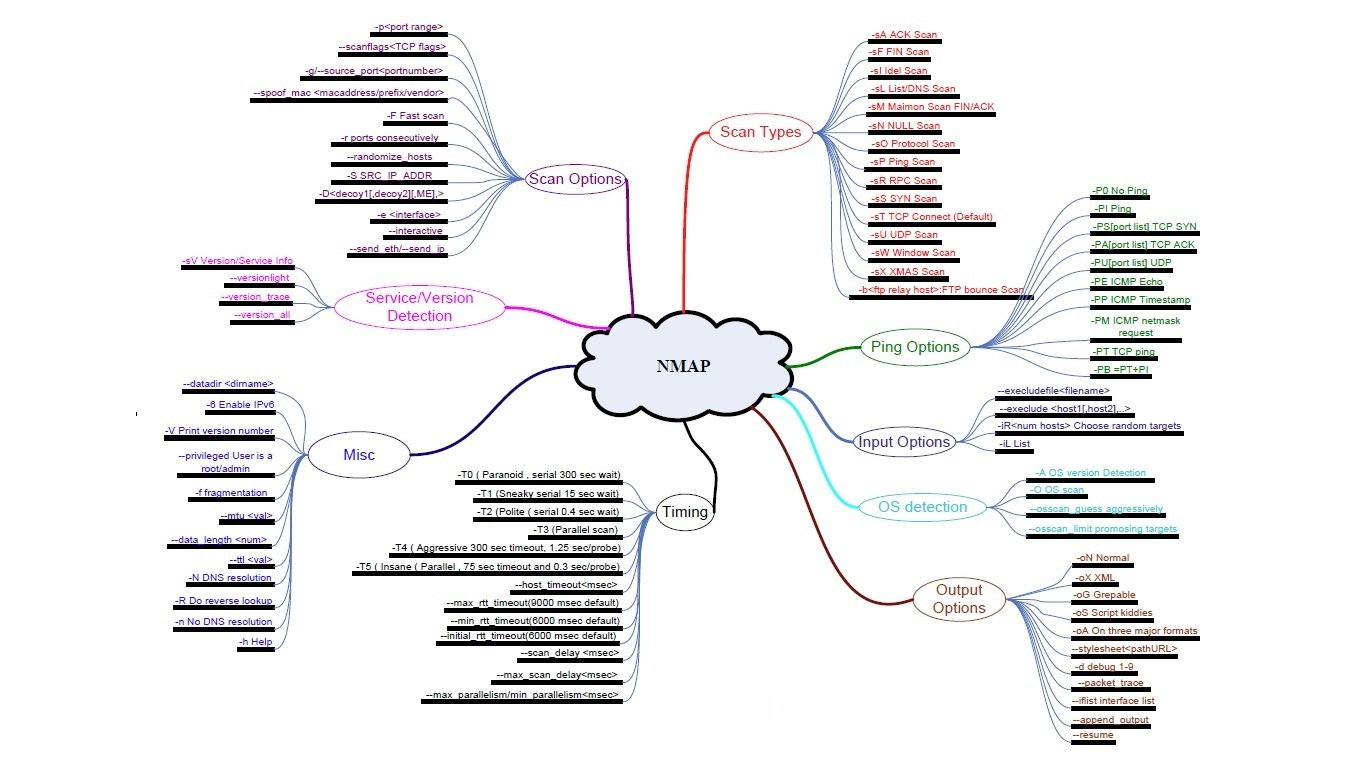 NMAP
Scan Options
-p<port range>
--scanflags<TCP flags>
-g/--source_port<portnumber>
--spoof_mac <macaddress/prefix/vendor>
-F Fast scan
-r ports consecutively
--randomize_hosts
-S SRC_IP_ADDR
-D<decoy1[,decoy2][,ME],>
-e <interface>
--interactive
--send_eth/--send_ip
Service/Version
Detection
-sV Version/Service Info
--versionlight
--version_trace
--version_all
Misc
--datadir <dirname>
-6 Enable IPv6
-V Print version number
--privileged User is a
root/admin
-f fragmentation
--mtu <val>
--data_length <num>
--ttl <val>
-N DNS resolution
-R Do reverse lookup
-n No DNS resolution
-h Help
Timing
-T0 ( Paranoid , serial 300 sec wait)
-T1 (Sneaky serial 15 sec wait)
-T2 (Polite ( serial 0.4 sec wait)
-T3 (Parallel scan)
-T4 ( Aggressive 300 sec timeout, 1.25 sec/probe)
-T5 ( Insane ( Parallel , 75 sec timeout and 0.3 sec/probe)
--host_timeout<msec>
--max_rtt_timeout(9000 msec default)
--min_rtt_timeout(6000 msec default)
--initial_rtt_timeout(6000 msec default)
--scan_delay <msec>
--max_scan_delay<msec>
--max_parallelism/min_parallelism<msec>
Scan Types
-sA ACK Scan
-sF FIN Scan
-sI Idel Scan
-sL List/DNS Scan
-sM Maimon Scan FIN/ACK
-sN NULL Scan
-sO Protocol Scan
-sP Ping Scan
-sR RPC Scan
-sS SYN Scan
-sT TCP Connect (Default)
-sU UDP Scan
-sW Window Scan
-sX XMAS Scan
-b<ftp relay host>:FTP bounce Scan
Ping Options
-P0 No Ping
-PI Ping
-PS[port list] TCP SYN
-PA[port list] TCP ACK
-PU[port list] UDP
-PE ICMP Echo
-PP ICMP Timestamp
-PM ICMP netmask
request
-PT TCP ping
-PB =PT+PI
Input Options
--execludefile<filename>
--execlude <host1[,host2],..>
-iR<num hosts> Choose random targets
-iL List
OS detection
-A OS version Detection
-O OS scan
--osscan_guess aggressively
--osscan_limit promosing targets
Output
Options
-oN Normal
-oX XML
-oG Grepable
-oS Script kiddies
-oA On three major formats
--stylesheet<pathURL>
-d debug 1-9
--packet_trace
--iflist interface list
--append_output
--resume